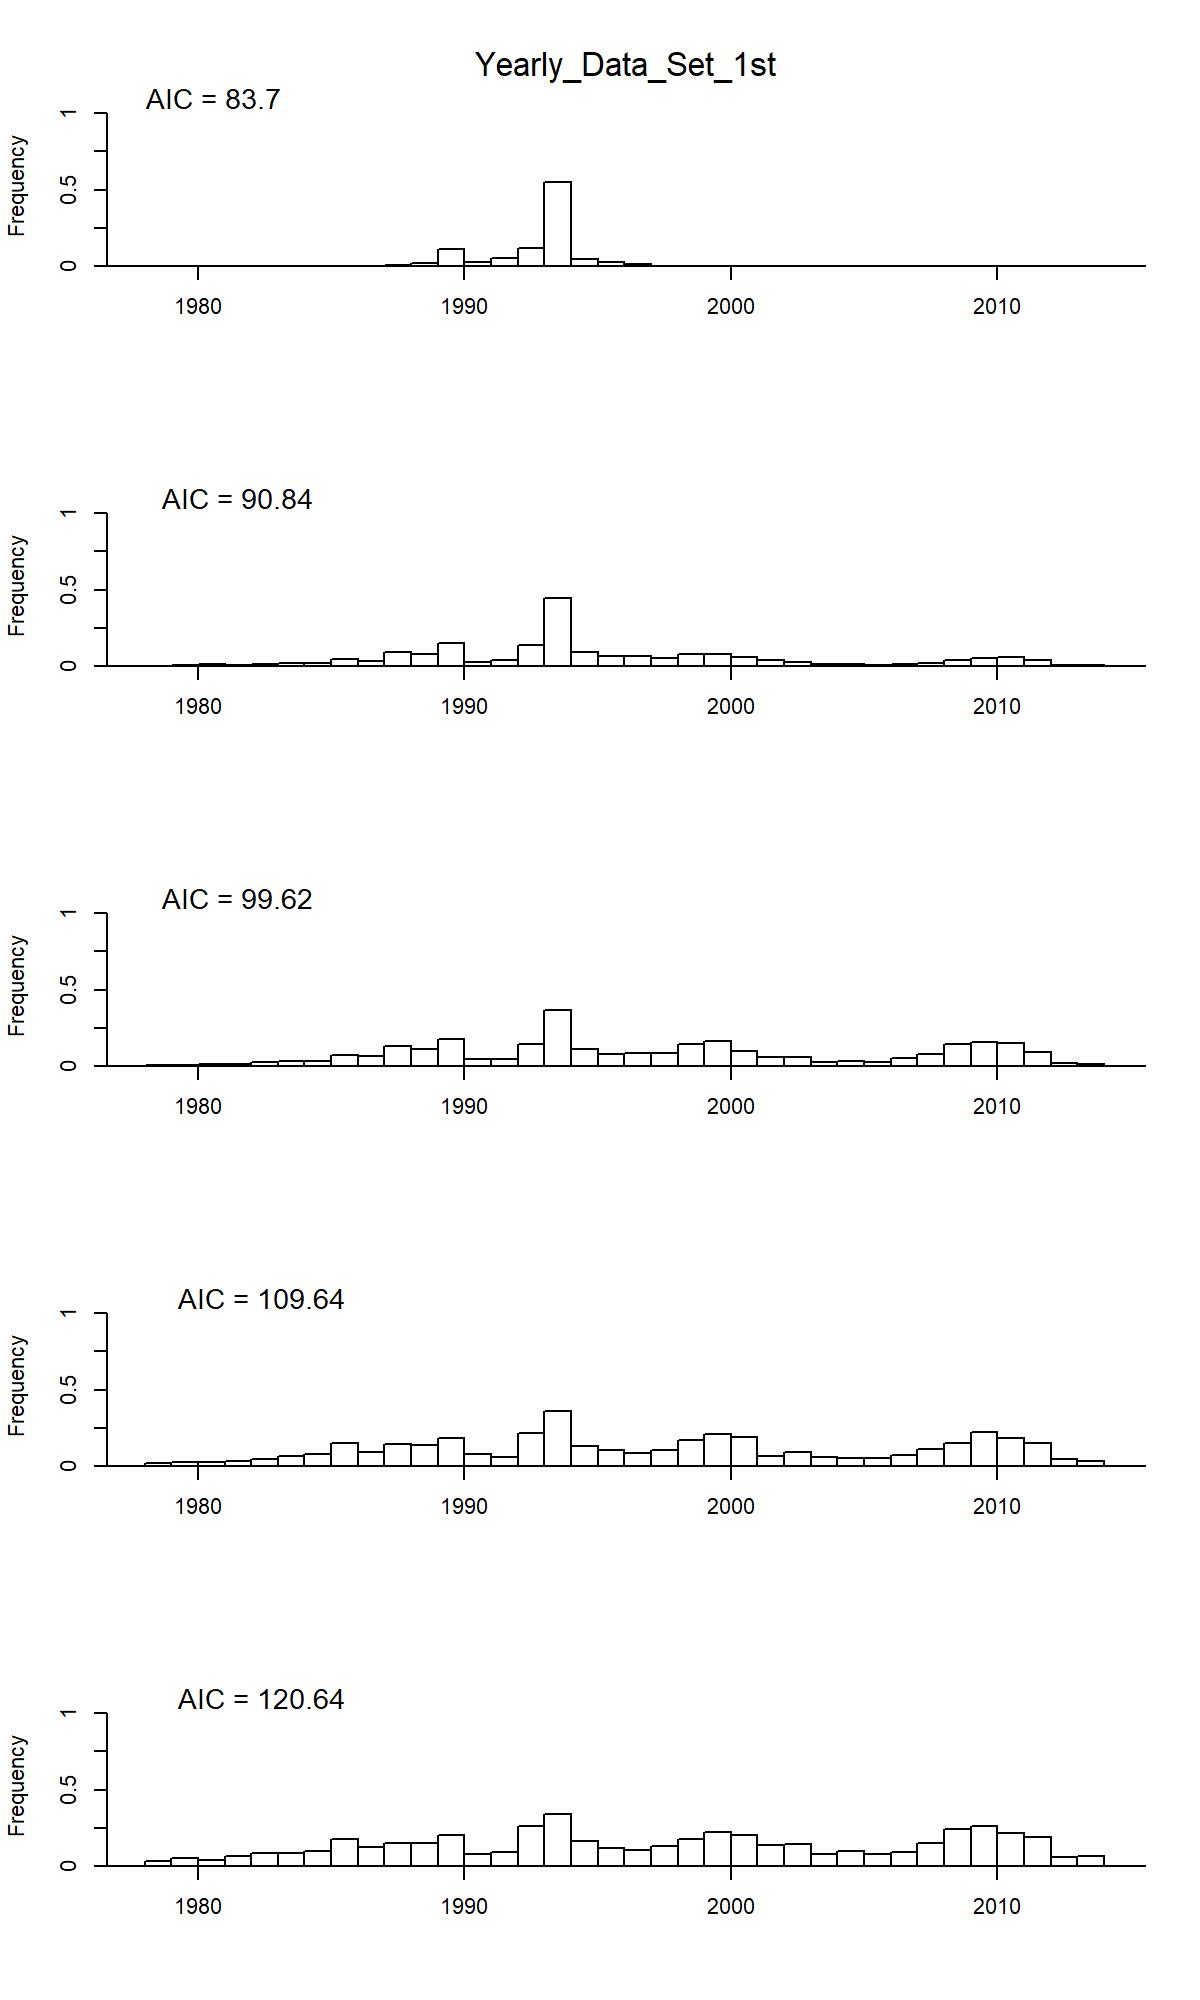 Yearly_Data_Set_1st
AIC = 83.7
Frequency
1
0.5
0
1980 1990 2000 2010
AIC = 90.84
Frequency
1
0.5
0
1980 1990 2000 2010
AIC = 99.62
Frequency
1
0.5
0
1980 1990 2000 2010
AIC = 109.64
Frequency
1
0.5
0
1980 1990 2000 2010
AIC = 120.64
Frequency
1
0.5
0
1980 1990 2000 2010